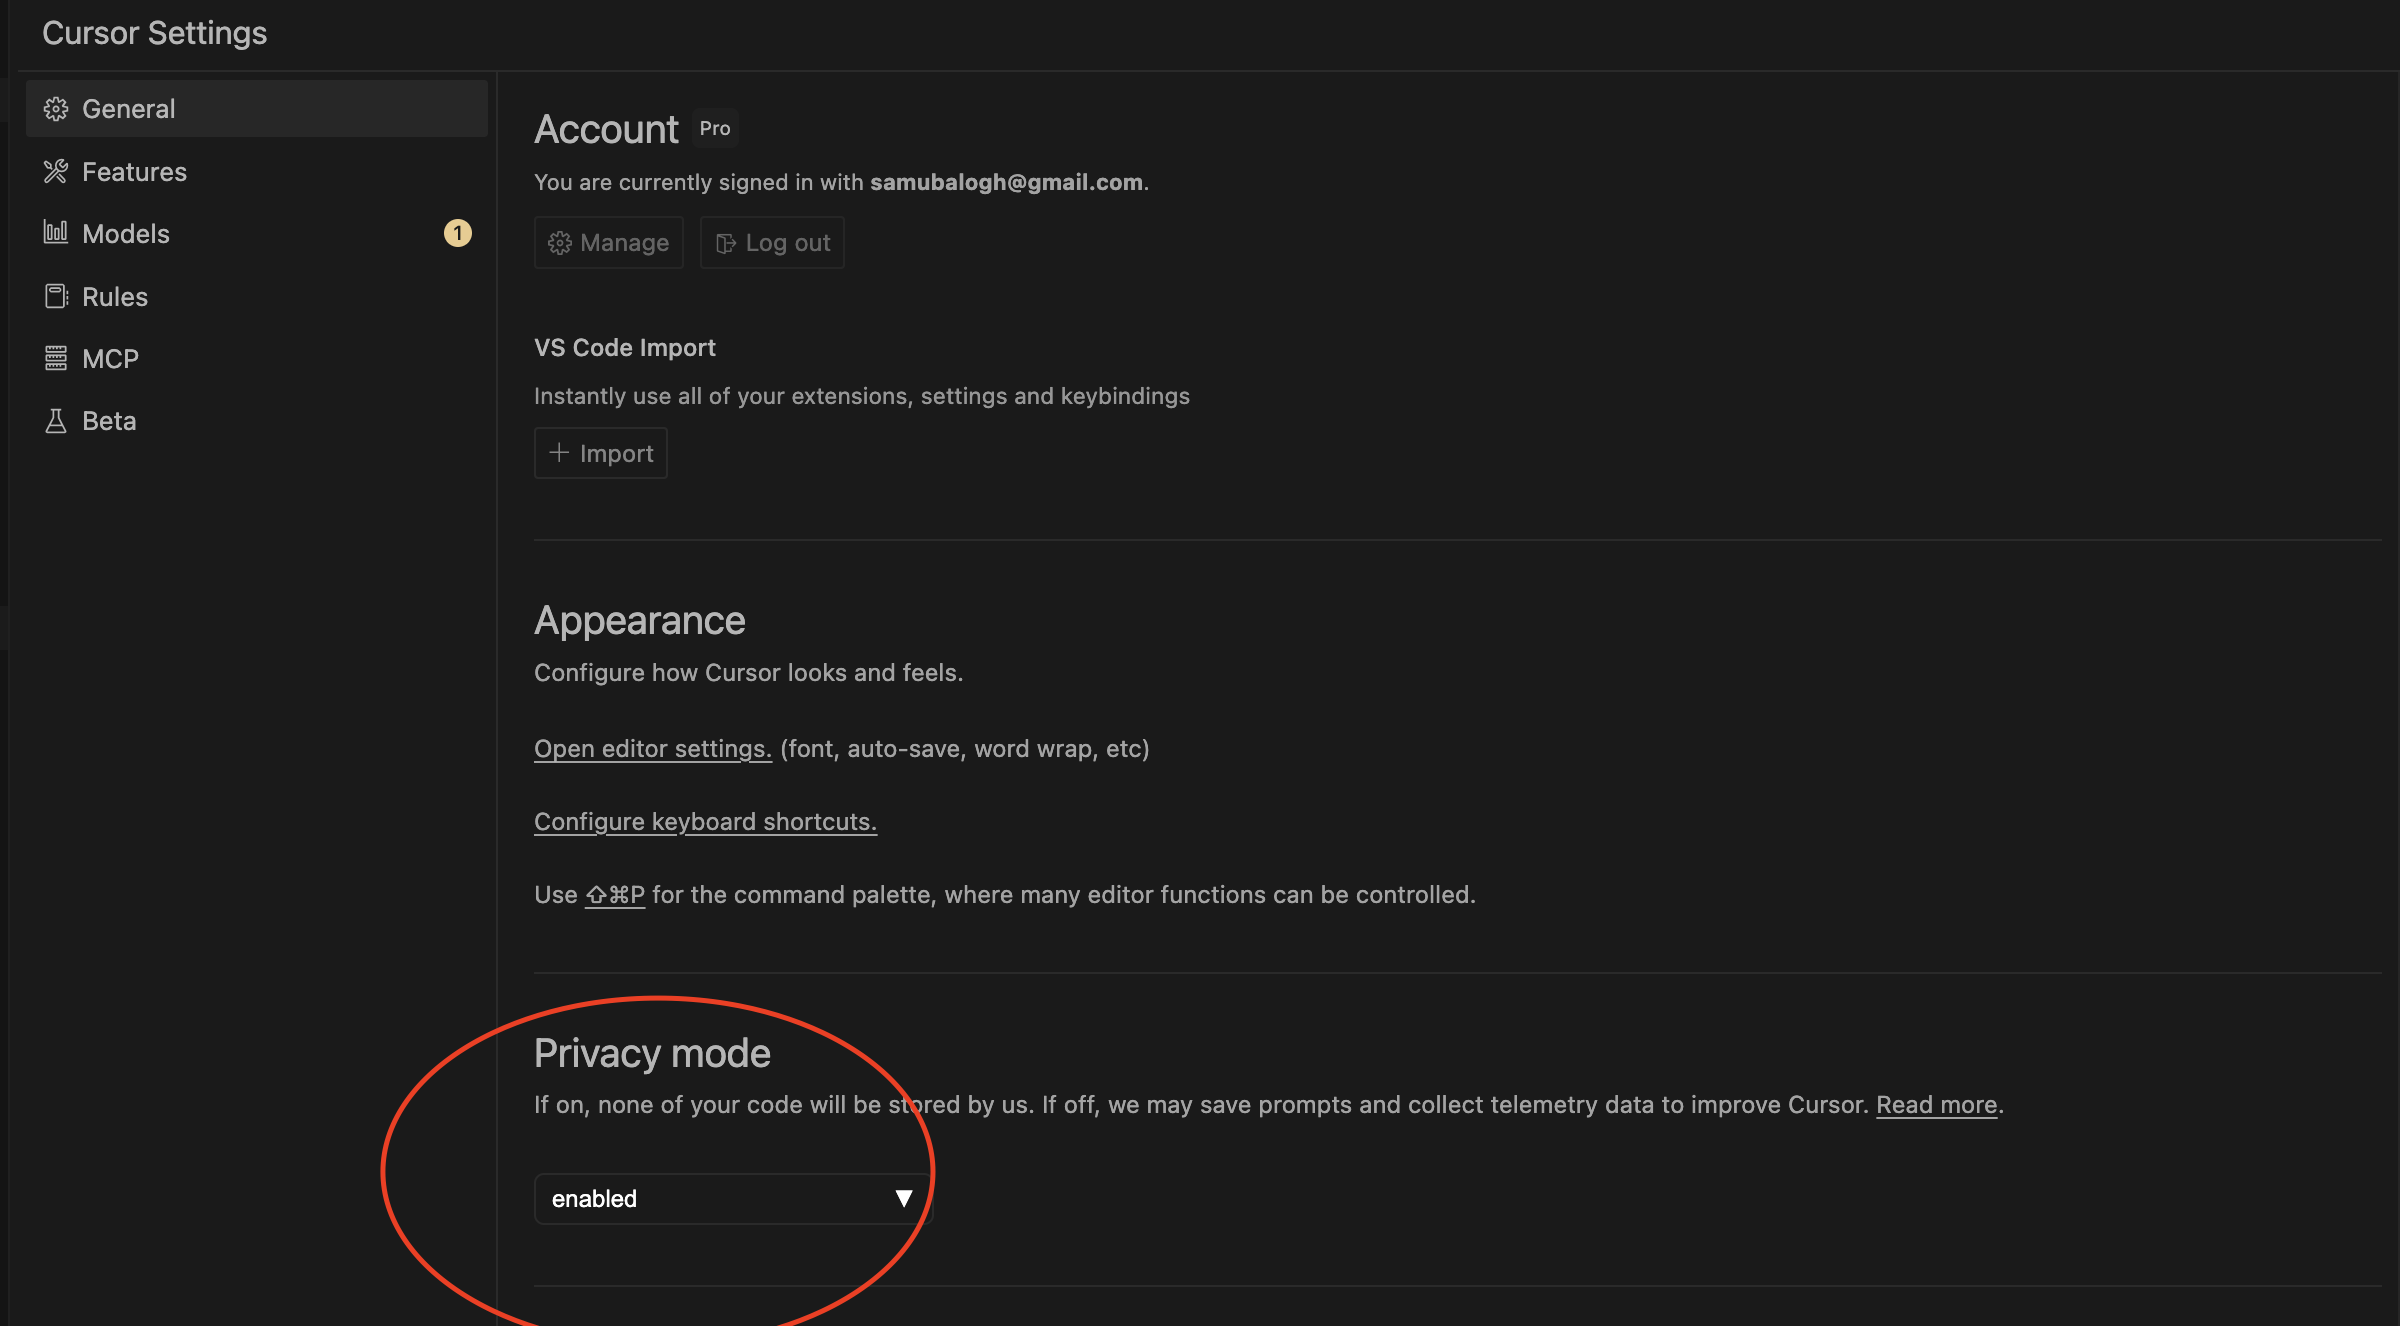 Cursor Settings
General
Features
Models
1
Rules
MCP
Beta
Account Pro
You are currently signed in with samubalogh@gmail.com.
Manage
Log out
VS Code Import
Instantly use all of your extensions, settings and keybindings
Import
Appearance
Configure how Cursor looks and feels.
Open editor settings. (font, auto-save, word wrap, etc)
Configure keyboard shortcuts.
Use ⇧⌘P for the command palette, where many editor functions can be controlled.
Privacy mode
If on, none of your code will be stored by us. If off, we may save prompts and collect telemetry data to improve Cursor. Read more.
enabled